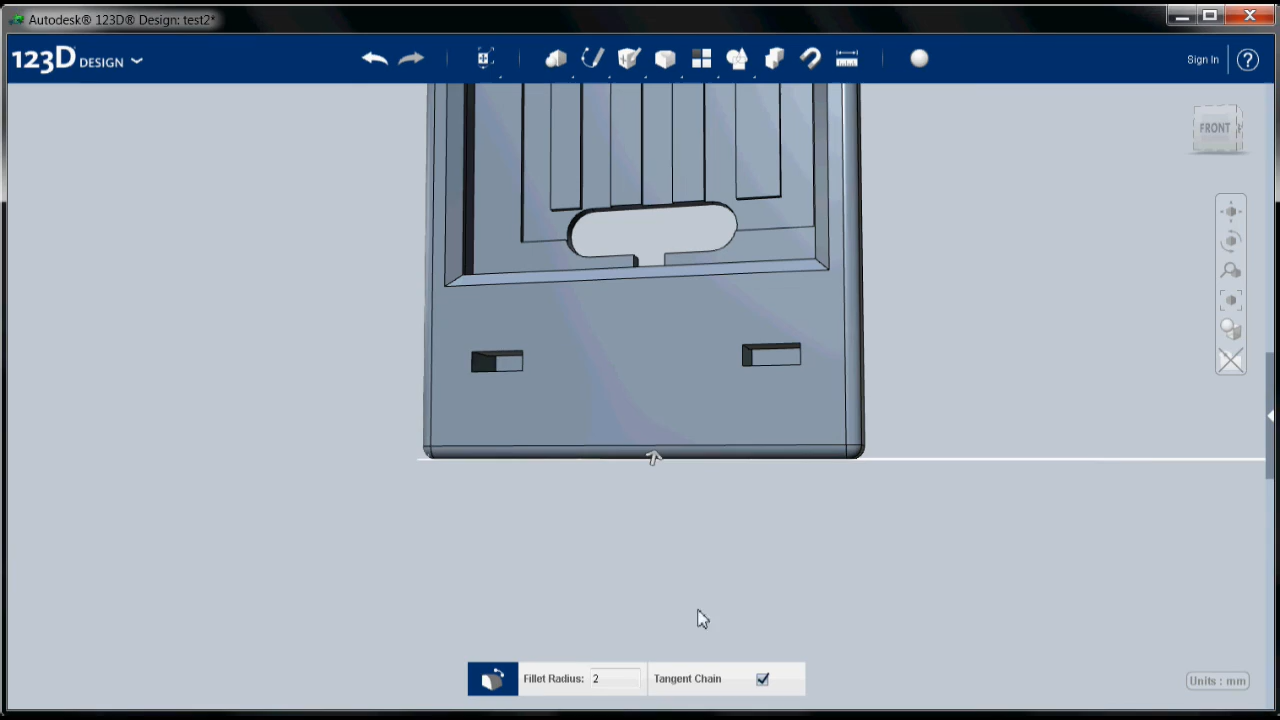 Autodesk® 123D® Design: test2*
123D DESIGN
Sign In
?
FRONT
Fillet Radius: 2
Tangent Chain
Units : mm